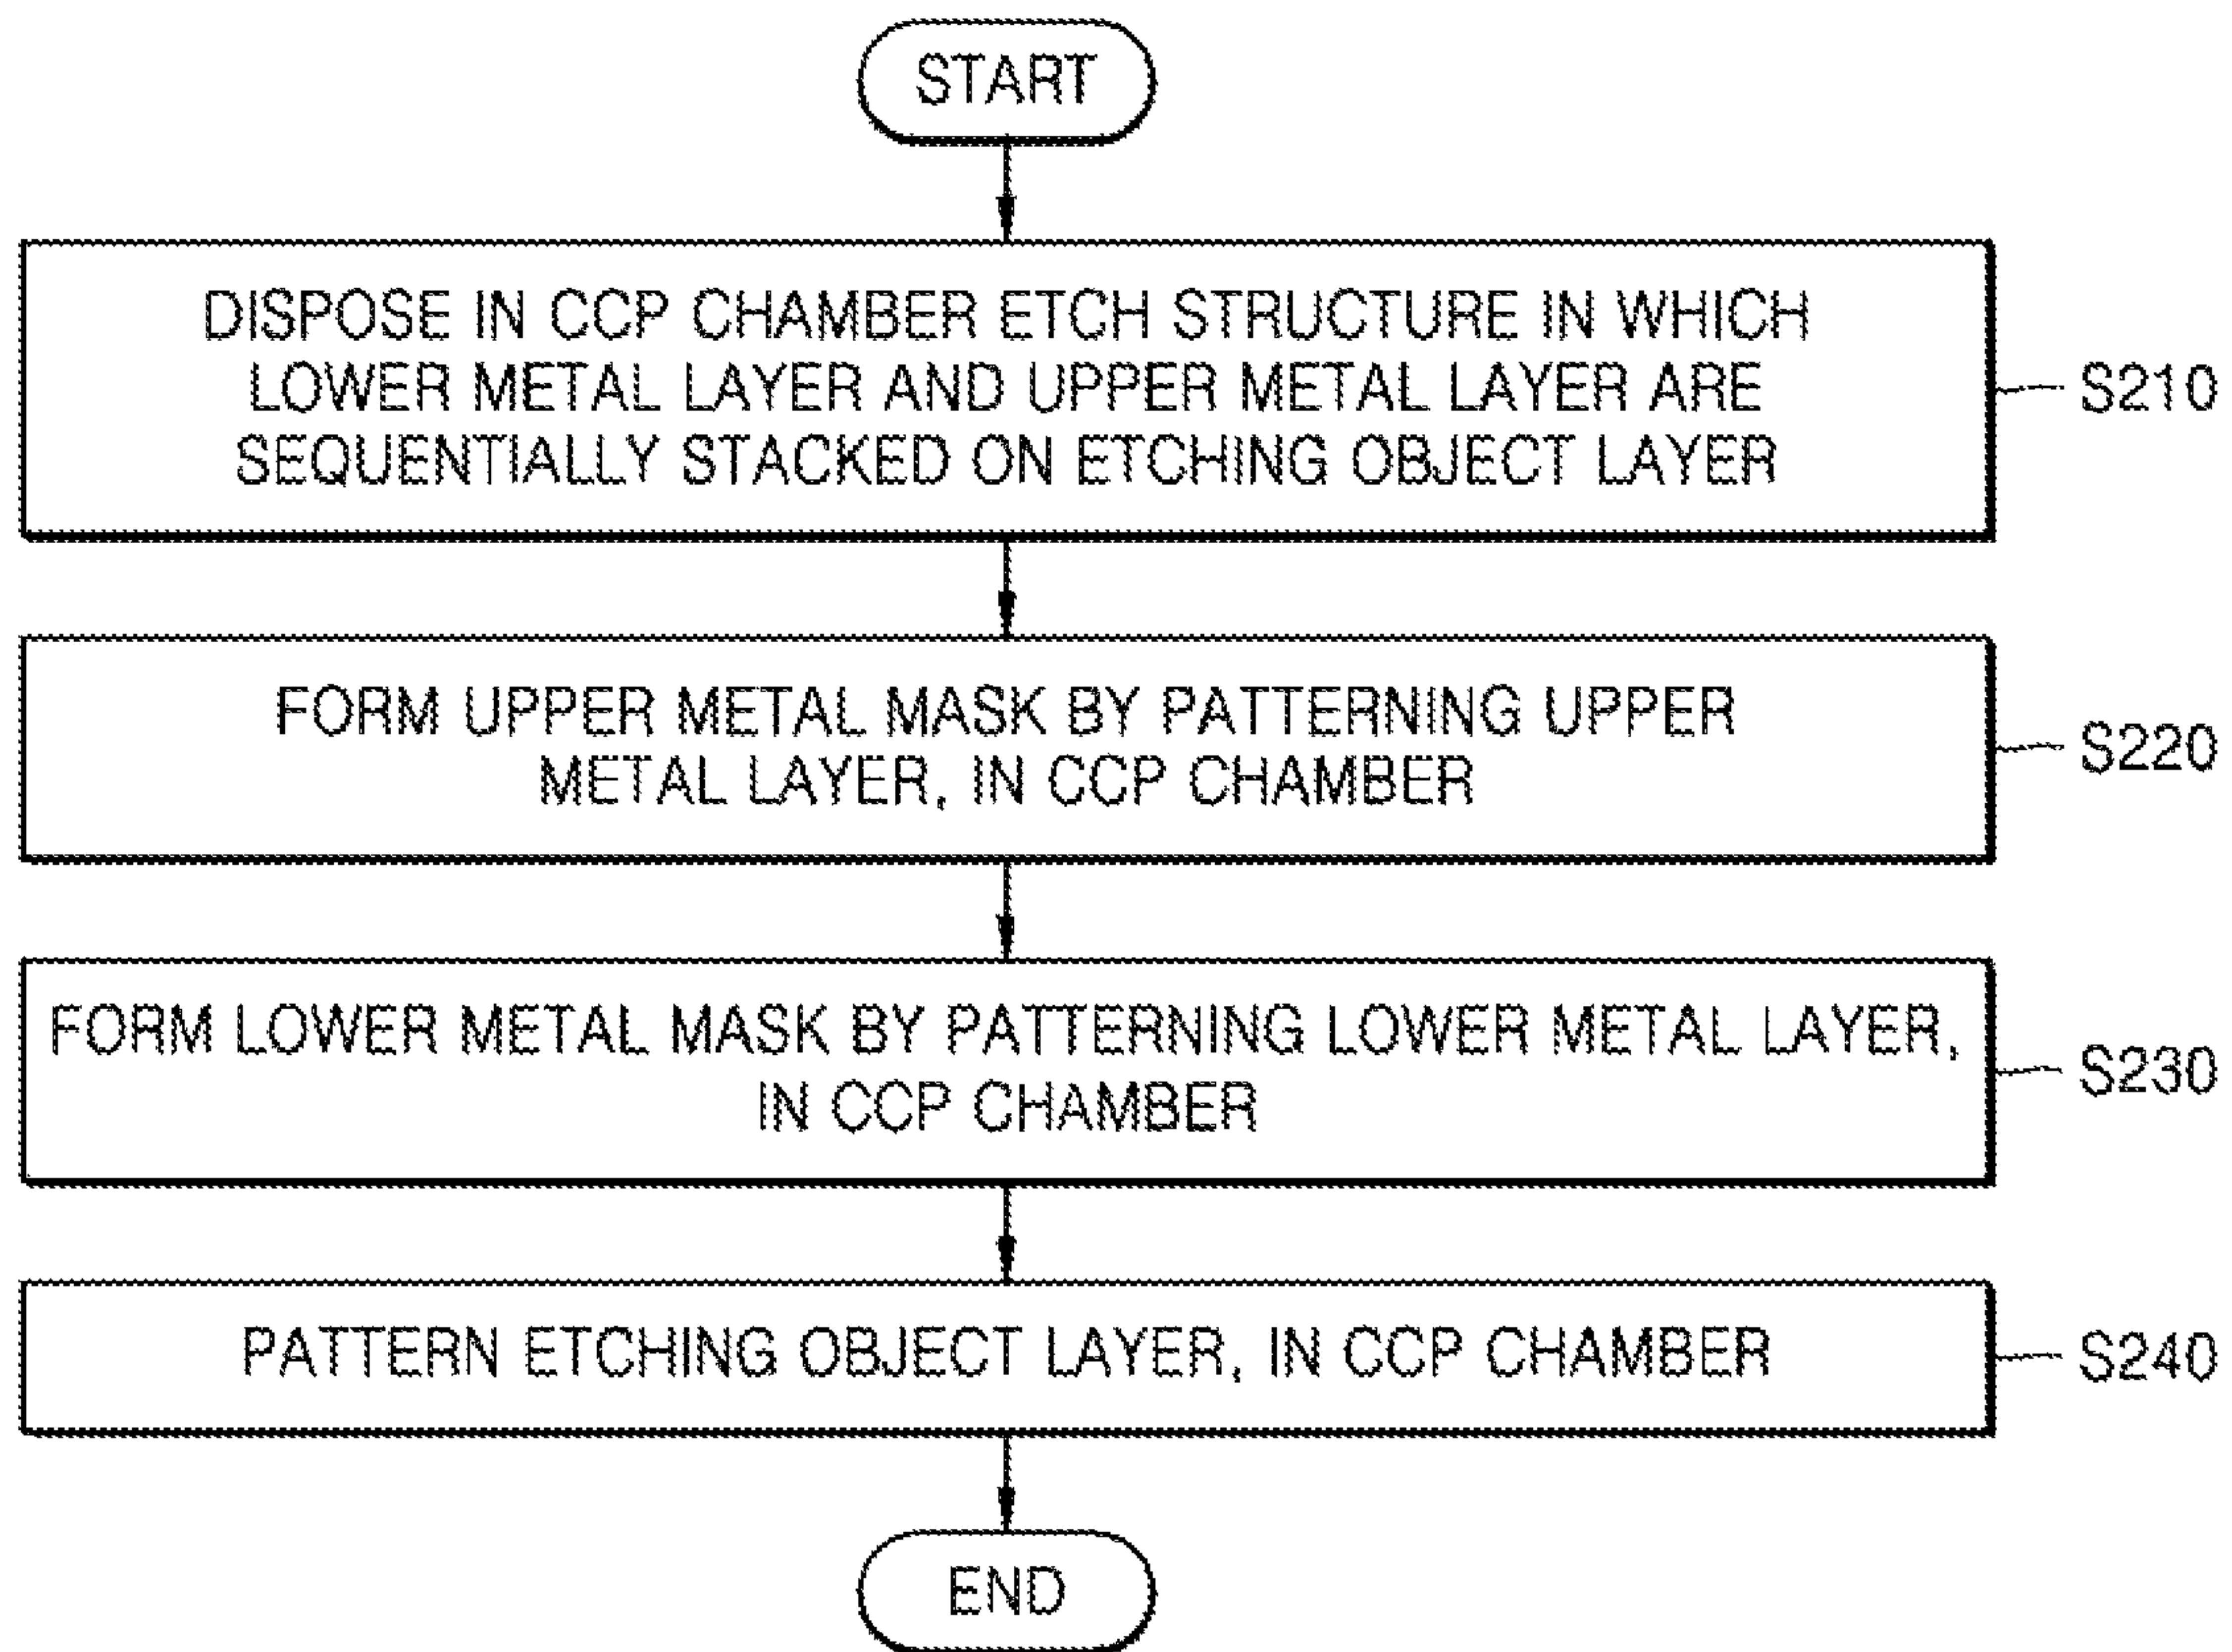 START
DISPOSE IN CCP CHAMBER ETCH STRUCTURE IN WHICH
LOWER METAL LAYER AND UPPER METAL LAYER ARE
SEQUENTIALLY STACKED ON ETCHING OBJECT LAYER
S210
FORM UPPER METAL MASK BY PATTERNING UPPER
METAL LAYER, IN CCP CHAMBER
S220
FORM LOWER METAL MASK BY PATTERNING LOWER METAL LAYER,
IN CCP CHAMBER
S230
PATTERN ETCHING OBJECT LAYER, IN CCP CHAMBER
S240
END